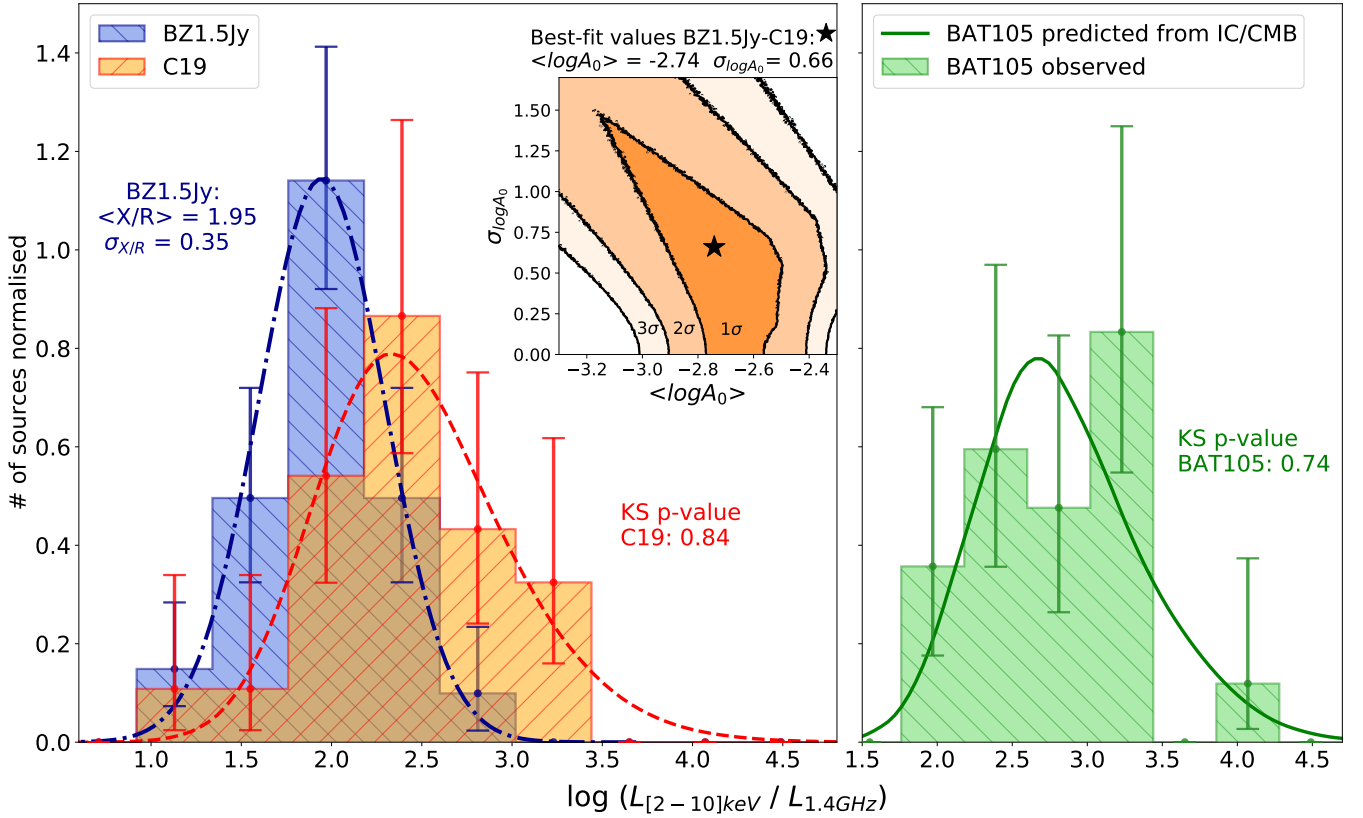 BZ1.5Jy
C19
Best-fit values BZ1.5Jy-C19:
<logA₀> = -2.74 σ_logA₀ = 0.66
BZ1.5Jy:
<X/R> = 1.95
σ_X/R = 0.35
KS p-value
C19: 0.84
# of sources normalised
0.0
0.2
0.4
0.6
0.8
1.0
1.2
1.4
1.0
1.5
2.0
2.5
3.0
3.5
4.0
4.5
σ_logA₀
0.00
0.25
0.50
0.75
1.00
1.25
1.50
3σ
2σ
1σ
−3.2
−3.0
−2.8
−2.6
−2.4
<logA₀>
BAT105 predicted from IC/CMB
BAT105 observed
KS p-value
BAT105: 0.74
1.5
2.0
2.5
3.0
3.5
4.0
4.5
log (L_[2−10]keV / L_1.4GHz)